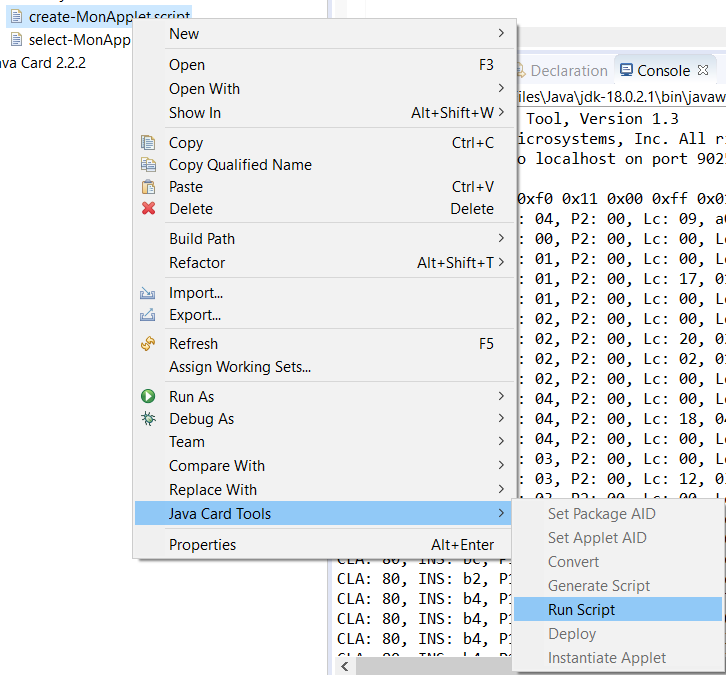 create-MonApplet.script
select-MonApp
ava Card 2.2.2
New
Open F3
Open With
Show In Alt+Shift+W
Copy Ctrl+C
Copy Qualified Name
Paste Ctrl+V
Delete Delete
Build Path
Refactor Alt+Shift+T
Import...
Export...
Refresh F5
Assign Working Sets...
Run As
Debug As
Team
Compare With
Replace With
Java Card Tools
Properties Alt+Enter
Set Package AID
Set Applet AID
Convert
Generate Script
Run Script
Deploy
Instantiate Applet
Declaration Console
iles\Java\jdk-18.0.2.1\bin\javaw
Tool, Version 1.3
icrosystems, Inc. All r
o localhost on port 902
0xf0 0x11 0x00 0xff 0x0
: 04, P2: 00, Lc: 09, a
: 00, P2: 00, Lc: 00, L
: 01, P2: 00, Lc: 00, L
: 01, P2: 00, Lc: 17, 0
: 01, P2: 00, Lc: 00, L
: 02, P2: 00, Lc: 00, L
: 02, P2: 00, Lc: 20, 0
: 02, P2: 00, Lc: 02, 0
: 02, P2: 00, Lc: 00, L
: 04, P2: 00, Lc: 00, L
: 04, P2: 00, Lc: 18, 0
: 04, P2: 00, Lc: 00, L
: 03, P2: 00, Lc: 00, L
: 03, P2: 00, Lc: 12, 0
: 03, P2: 00, Lc: 00, L
CLA: 80, INS: bc, P
CLA: 80, INS: b2, P1
CLA: 80, INS: b4, P1
CLA: 80, INS: b4, P1
CLA: 80, INS: b4, P1
CLA: 80, INS: b4, P1